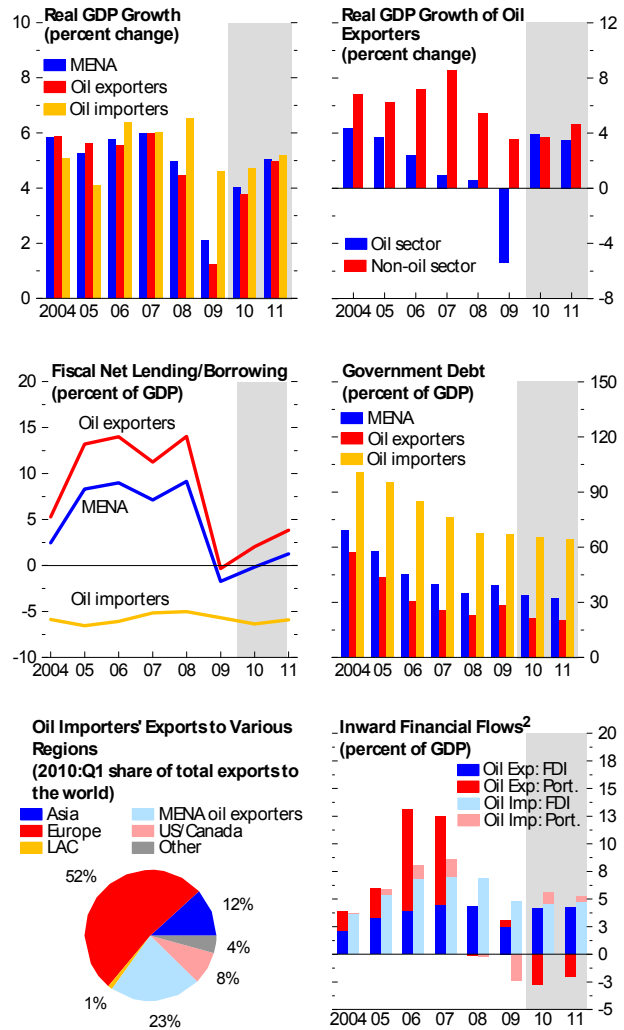 Real GDP Growth
(percent change)
MENA
Oil exporters
Oil importers
10
8
6
4
2
0
2004 05 06 07 08 09 10 11
Real GDP Growth of Oil
Exporters
(percent change)
12
8
4
0
-4
-8
Oil sector
Non-oil sector
2004 05 06 07 08 09 10 11
Fiscal Net Lending/Borrowing
(percent of GDP)
20
15
10
5
0
-5
-10
Oil exporters
MENA
Oil importers
2004 05 06 07 08 09 10 11
Government Debt
(percent of GDP)
MENA
Oil exporters
Oil importers
150
120
90
60
30
0
2004 05 06 07 08 09 10 11
Oil Importers' Exports to Various
Regions
(2010:Q1 share of total exports to
the world)
Asia
Europe
LAC
MENA oil exporters
US/Canada
Other
52%
12%
4%
8%
23%
1%
Inward Financial Flows2
(percent of GDP)
Oil Exp: FDI
Oil Exp: Port.
Oil Imp: FDI
Oil Imp: Port.
20
18
15
13
10
8
5
3
0
-3
-5
2004 05 06 07 08 09 10 11